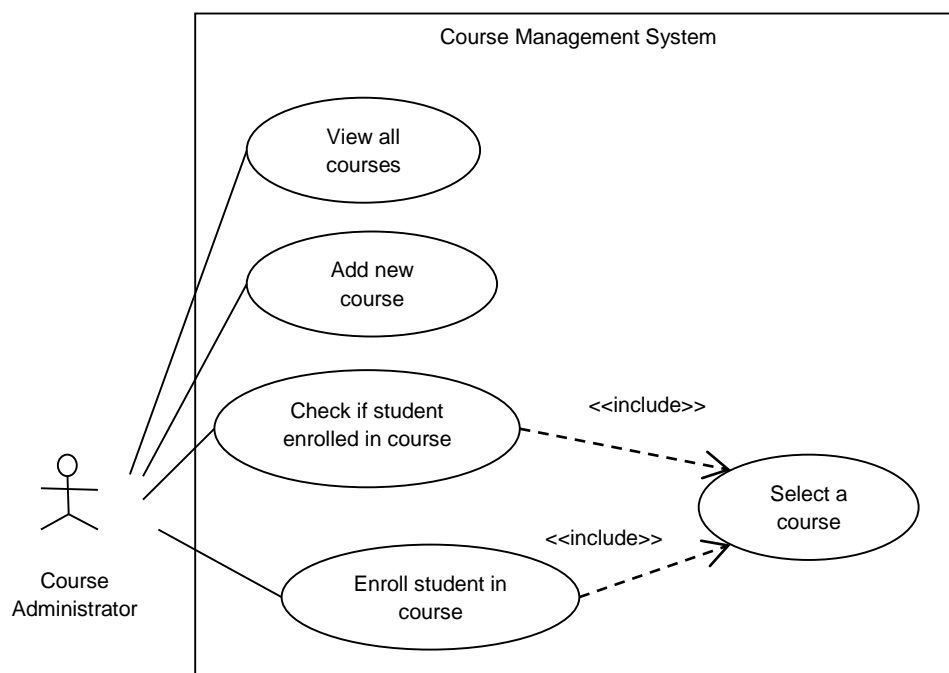 Course Management System
View all
courses
Add new
course
Check if student
enrolled in course
<<include>>
Select a
course
<<include>>
Enroll student in
course
Course
Administrator